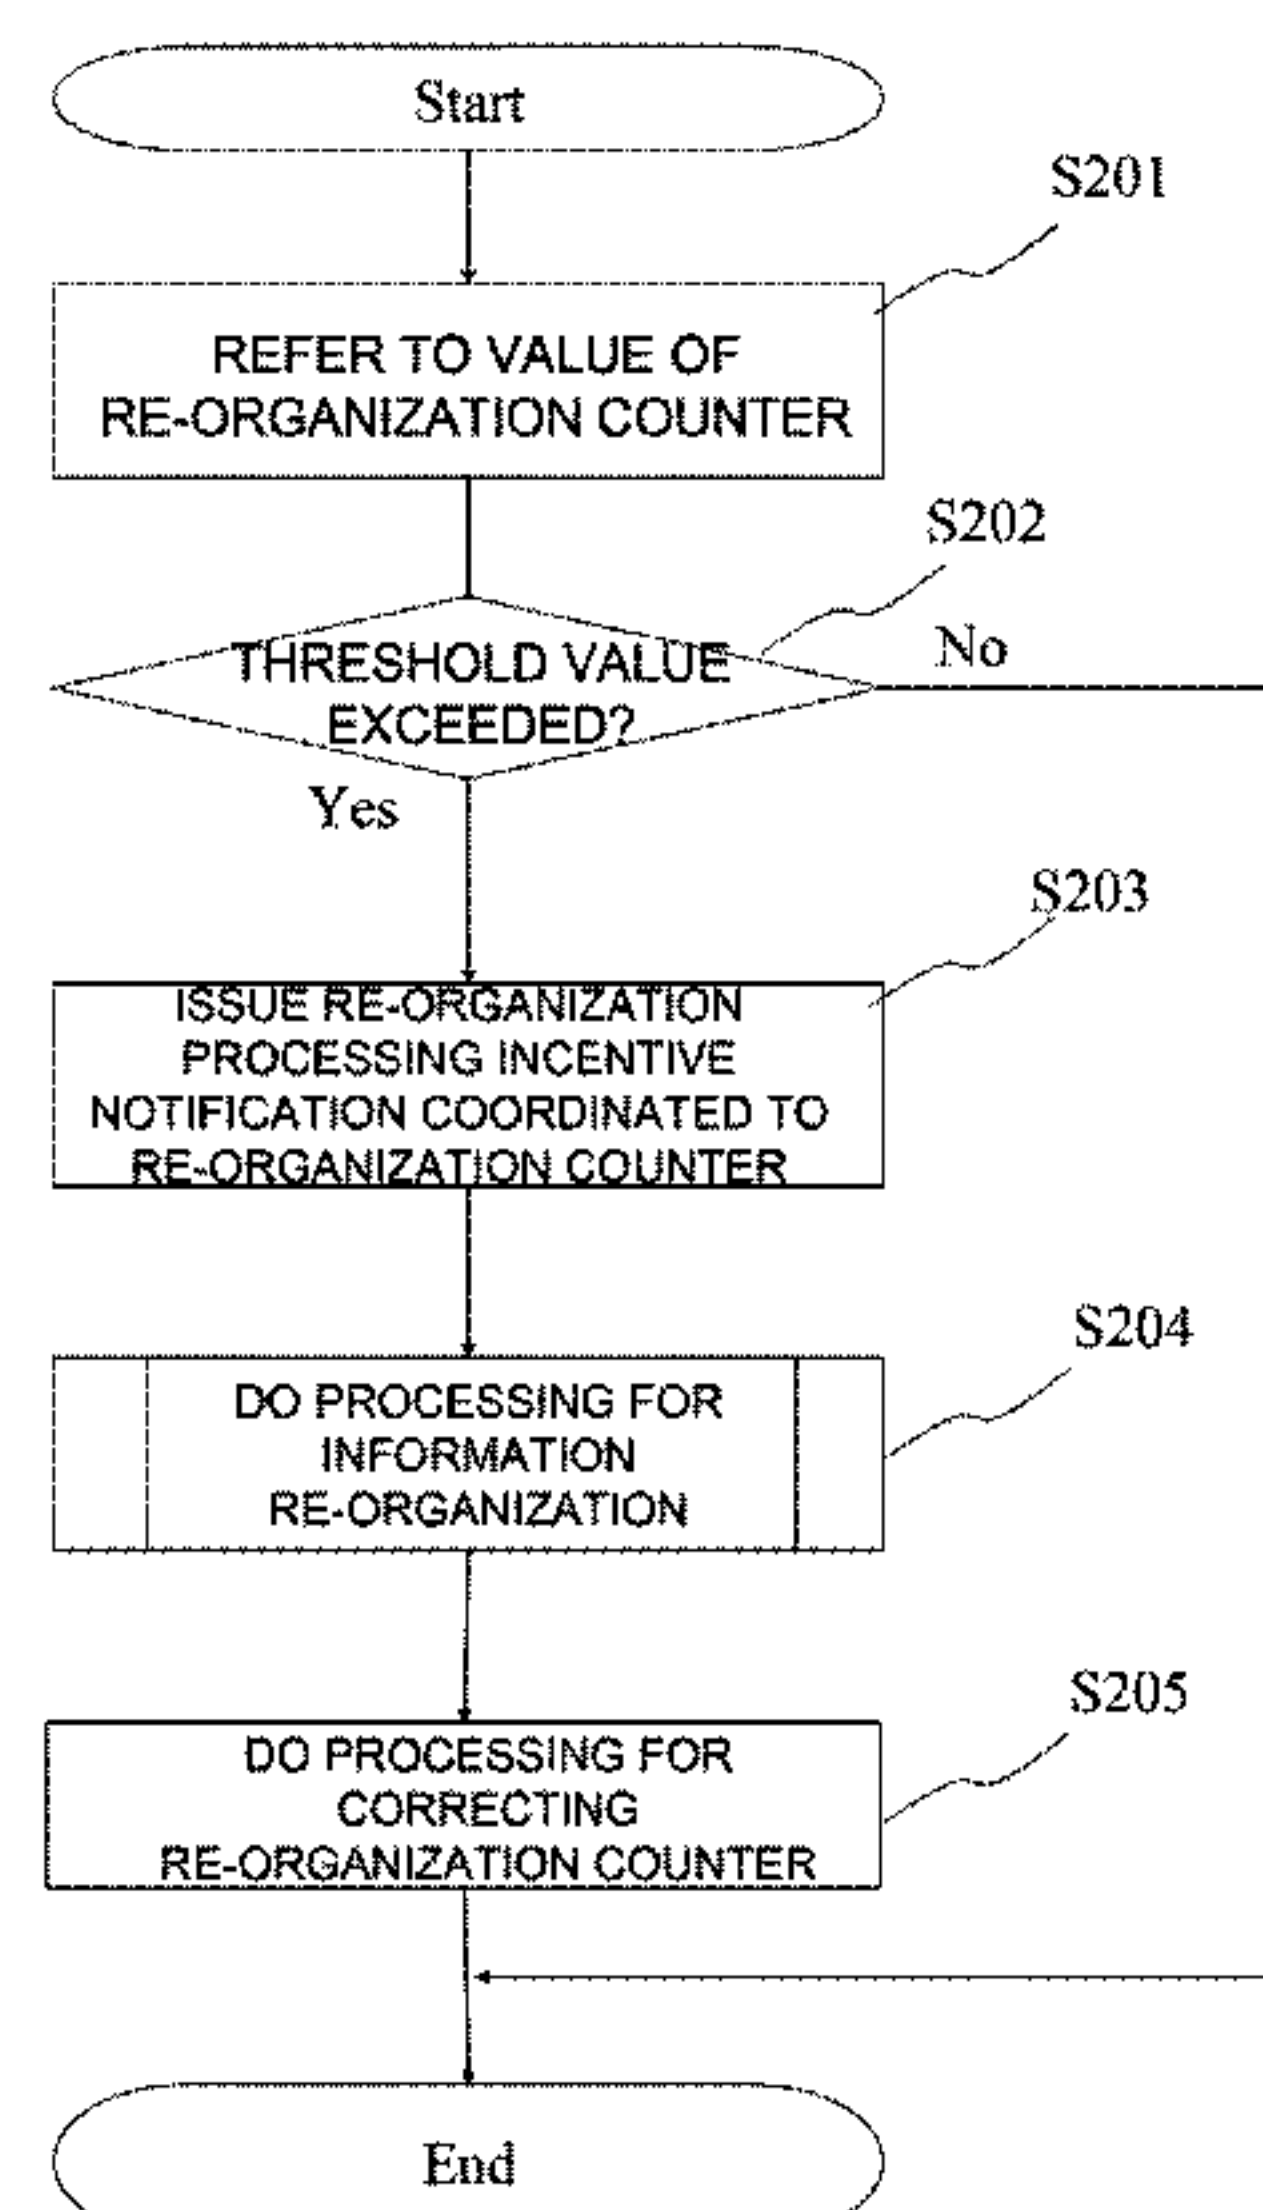 Start
S201
REFER TO VALUE OF
RE-ORGANIZATION COUNTER
S202
THRESHOLD VALUE
EXCEEDED?
No
Yes
S203
ISSUE RE-ORGANIZATION
PROCESSING INCENTIVE
NOTIFICATION COORDINATED TO
RE-ORGANIZATION COUNTER
S204
DO PROCESSING FOR
INFORMATION
RE-ORGANIZATION
S205
DO PROCESSING FOR
CORRECTING
RE-ORGANIZATION COUNTER
End